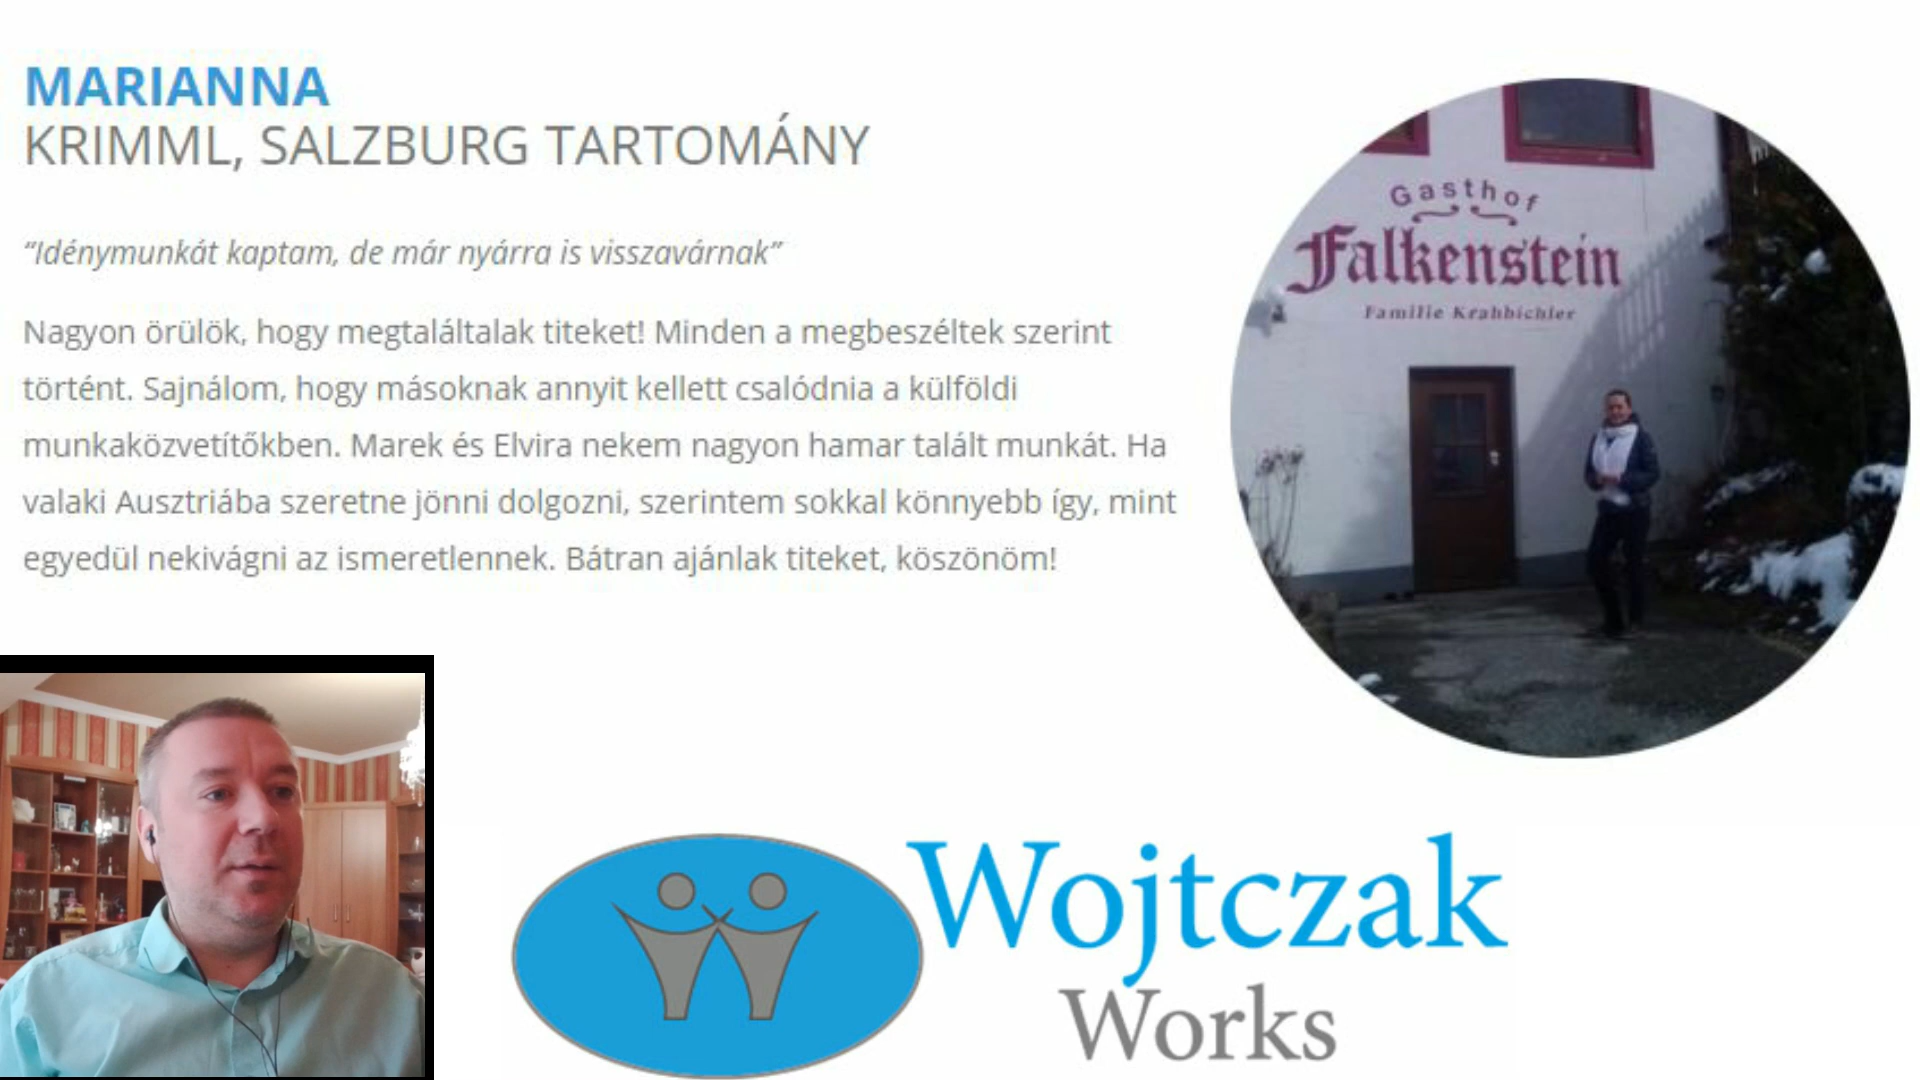 MARIANNA
KRIMML, SALZBURG TARTOMÁNY
“Idénymunkát kaptam, de már nyárra is visszavárnak”
Nagyon örülök, hogy megtaláltalak titeket! Minden a megbeszéltek szerint
történt. Sajnálom, hogy másoknak annyit kellett csalódnia a külföldi
munkaközvetítőkben. Marek és Elvira nekem nagyon hamar talált munkát. Ha
valaki Ausztriába szeretne jönni dolgozni, szerintem sokkal könnyebb így, mint
egyedül nekivágni az ismeretlennek. Bátran ajánlak titeket, köszönöm!
Gasthof
Falkenstein
Familie Krahbichler
Wojtczak
Works